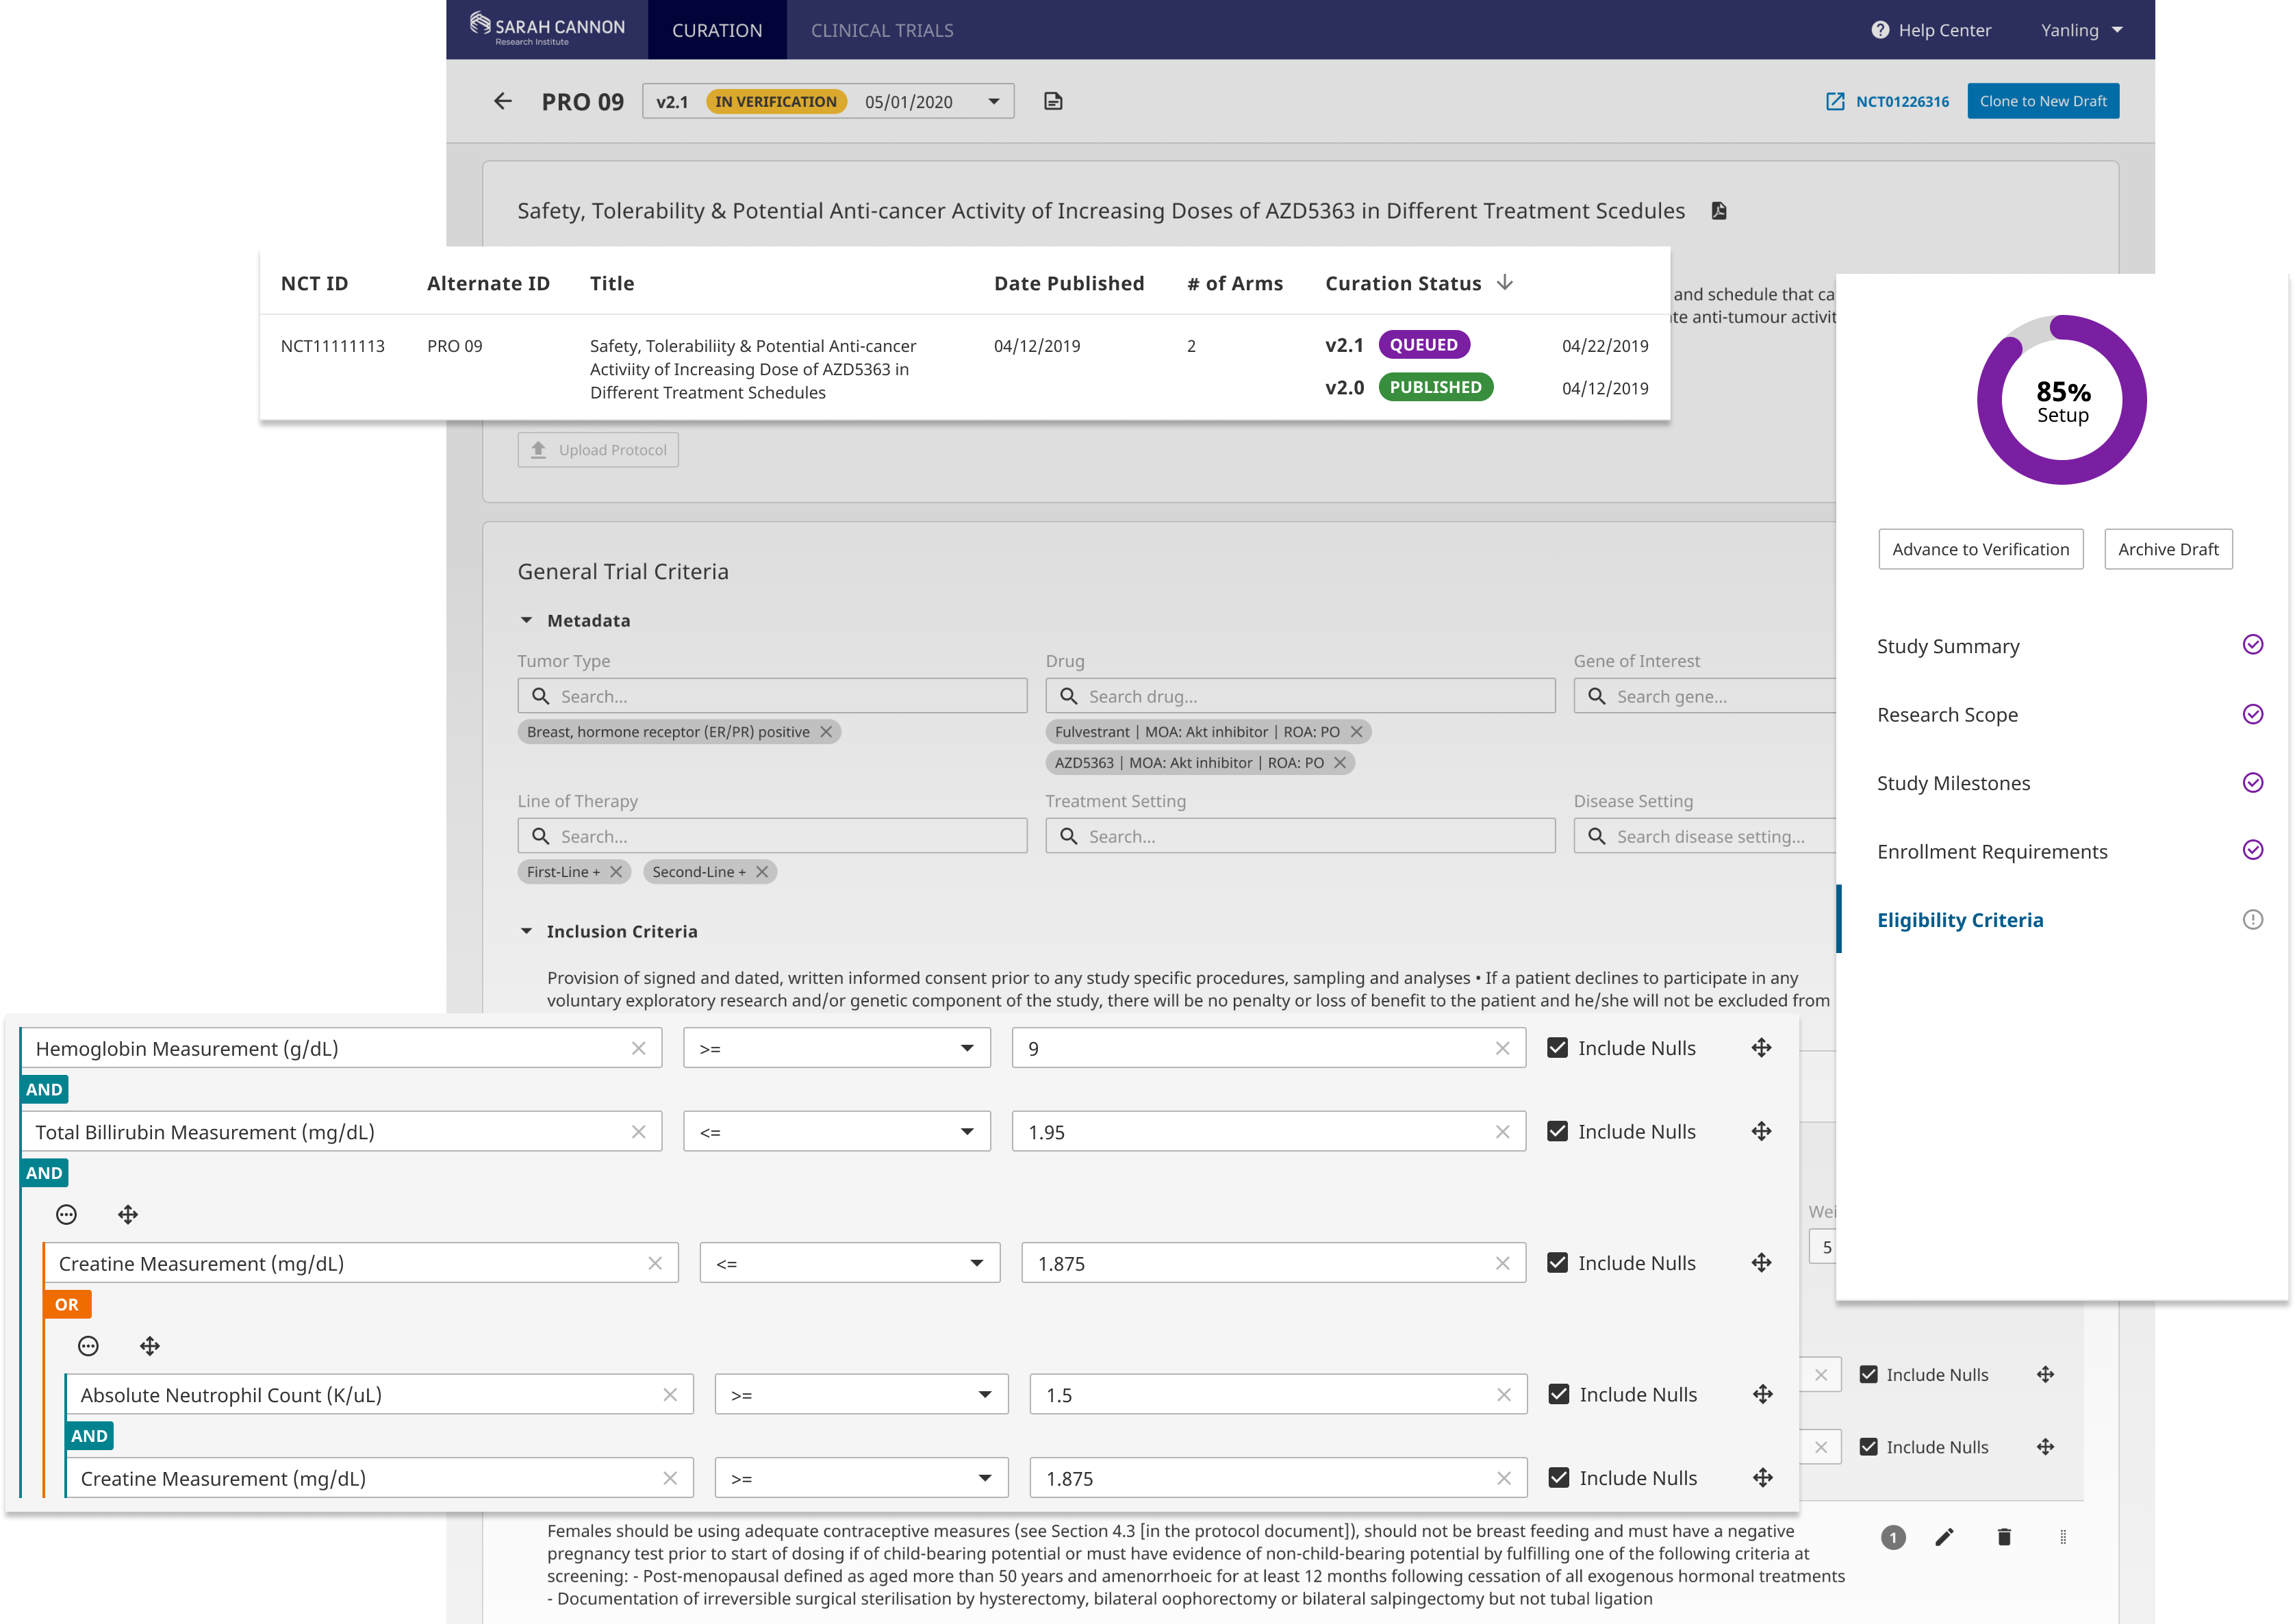 SARAH CANNON
Research Institute
CURATION
CLINICAL TRIALS
Help Center
Yanling
PRO 09
v2.1 IN VERIFICATION 05/01/2020
NCT01226316
Clone to New Draft
Safety, Tolerability & Potential Anti-cancer Activity of Increasing Doses of AZD5363 in Different Treatment Scedules
and schedule that ca
te anti-tumour activit
NCT ID Alternate ID Title Date Published # of Arms Curation Status
NCT11111113 PRO 09 Safety, Tolerabiliity & Potential Anti-cancer 04/12/2019 2 v2.1 QUEUED 04/22/2019
Activiity of Increasing Dose of AZD5363 in
Different Treatment Schedules
v2.0 PUBLISHED 04/12/2019
Upload Protocol
General Trial Criteria
Metadata
Tumor Type
Search...
Breast, hormone receptor (ER/PR) positive
Drug
Search drug...
Fulvestrant | MOA: Akt inhibitor | ROA: PO
AZD5363 | MOA: Akt inhibitor | ROA: PO
Gene of Interest
Search gene...
Line of Therapy
Search...
First-Line + Second-Line +
Treatment Setting
Search...
Disease Setting
Search disease setting...
Inclusion Criteria
Provision of signed and dated, written informed consent prior to any study specific procedures, sampling and analyses • If a patient declines to participate in any
voluntary exploratory research and/or genetic component of the study, there will be no penalty or loss of benefit to the patient and he/she will not be excluded from
85%
Setup
Advance to Verification
Archive Draft
Study Summary
Research Scope
Study Milestones
Enrollment Requirements
Eligibility Criteria
Hemoglobin Measurement (g/dL) >= 9 Include Nulls
AND
Total Billirubin Measurement (mg/dL) <= 1.95 Include Nulls
AND
Creatine Measurement (mg/dL) <= 1.875 Include Nulls
OR
Absolute Neutrophil Count (K/uL) >= 1.5 Include Nulls
AND
Creatine Measurement (mg/dL) >= 1.875 Include Nulls
Wei
5
Include Nulls
Include Nulls
Females should be using adequate contraceptive measures (see Section 4.3 [in the protocol document]), should not be breast feeding and must have a negative
pregnancy test prior to start of dosing if of child-bearing potential or must have evidence of non-child-bearing potential by fulfilling one of the following criteria at
screening: - Post-menopausal defined as aged more than 50 years and amenorrhoeic for at least 12 months following cessation of all exogenous hormonal treatments
- Documentation of irreversible surgical sterilisation by hysterectomy, bilateral oophorectomy or bilateral salpingectomy but not tubal ligation
1